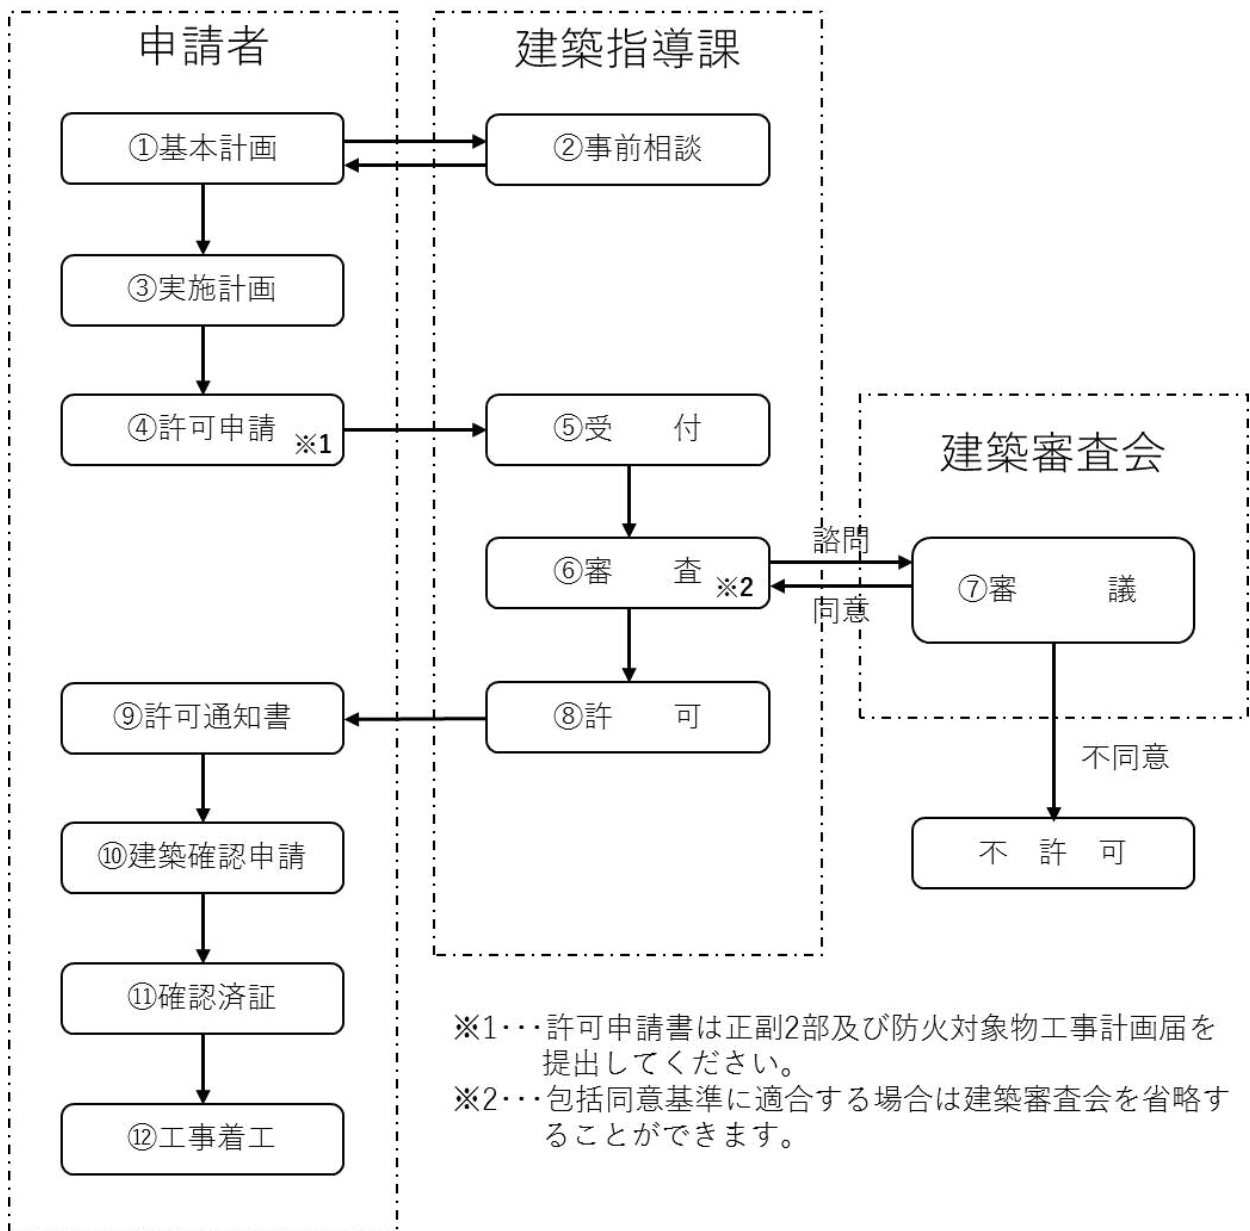 申請者
建築指導課
①基本計画
②事前相談
③実施計画
④許可申請 ※1
⑤受　付
建築審査会
諮問
⑥審　査 ※2
⑦審　議
同意
⑨許可通知書
⑧許　可
不同意
⑩建築確認申請
不　許　可
⑪確認済証
⑫工事着工
※1･･･許可申請書は正副2部及び防火対象物工事計画届を
提出してください。
※2･･･包括同意基準に適合する場合は建築審査会を省略す
ることができます。